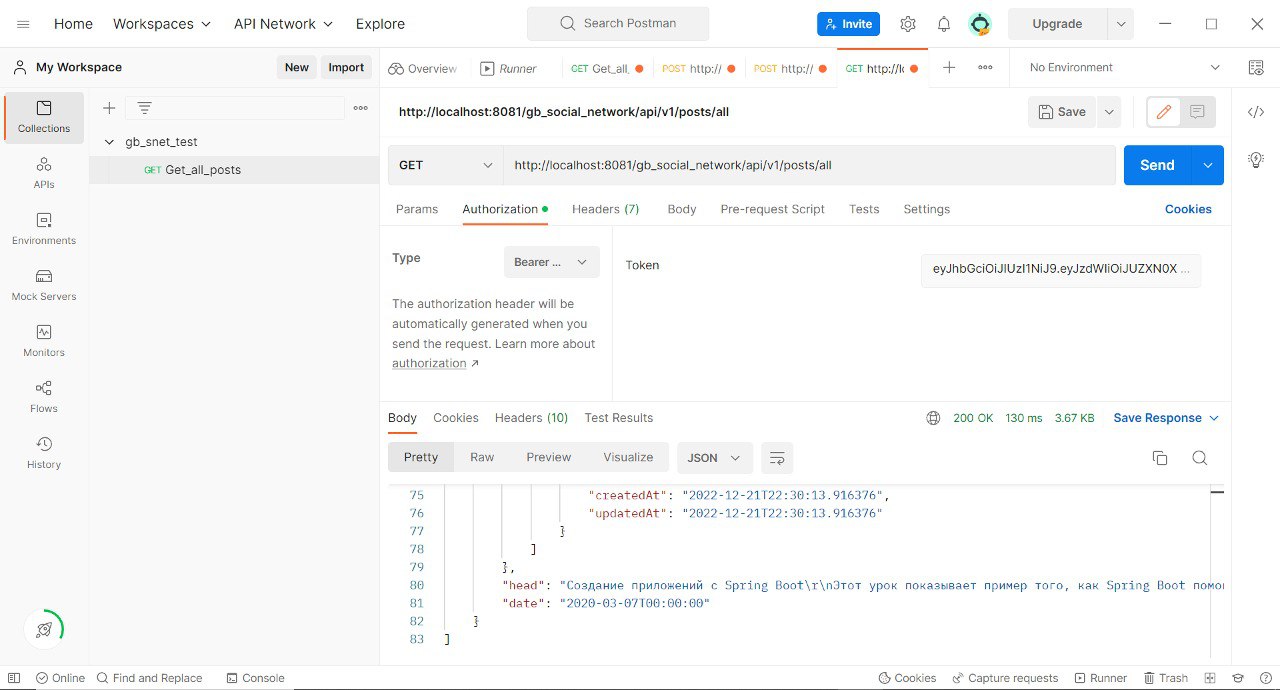 Home Workspaces API Network Explore Search Postman Invite Upgrade
My Workspace New Import Overview Runner GET Get_all_ POST http:// POST http:// GET http://l No Environment
Collections
APIs
Environments
Mock Servers
Monitors
Flows
History
gb_snet_test
GET Get_all_posts
http://localhost:8081/gb_social_network/api/v1/posts/all Save
GET http://localhost:8081/gb_social_network/api/v1/posts/all Send
Params Authorization Headers (7) Body Pre-request Script Tests Settings Cookies
Type Bearer ... Token eyJhbGciOiJIUzI1NiJ9.eyJzdWIiOiJUZXN0X ...
The authorization header will be
automatically generated when you
send the request. Learn more about
authorization ↗
Body Cookies Headers (10) Test Results 200 OK 130 ms 3.67 KB Save Response
Pretty Raw Preview Visualize JSON
75 "createdAt": "2022-12-21T22:30:13.916376",
76 "updatedAt": "2022-12-21T22:30:13.916376"
77 }
78 ]
79 },
80 "head": "Создание приложений с Spring Boot\r\nЭтот урок показывает пример того, как Spring Boot помо
81 "date": "2020-03-07T00:00:00"
82 }
83 ]
Online Find and Replace Console Cookies Capture requests Runner Trash